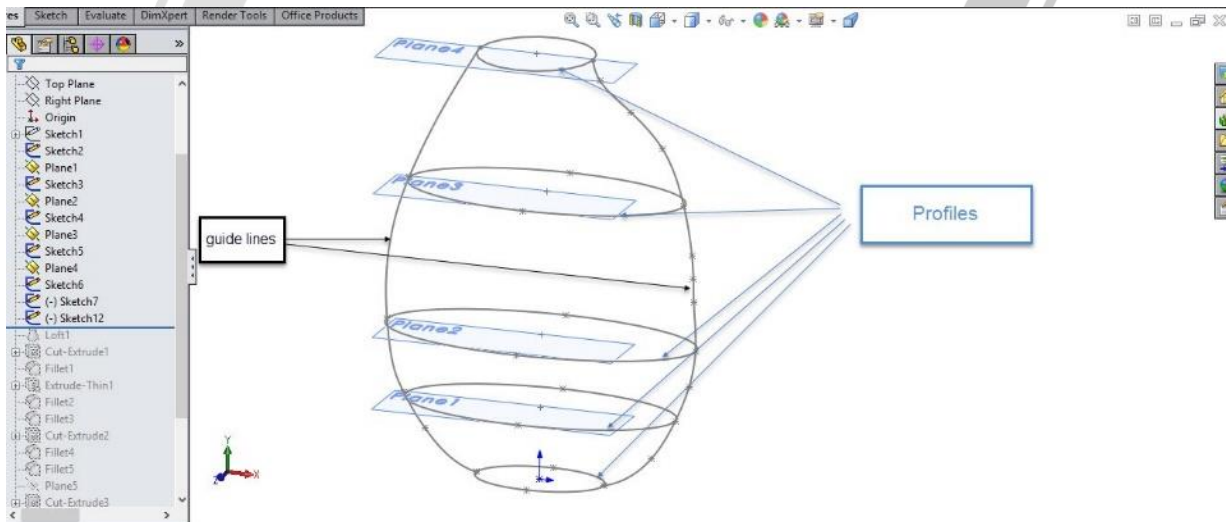 es Sketch Evaluate DimXpert Render Tools Office Products
Top Plane
Right Plane
Origin
Sketch1
Sketch2
Plane1
Sketch3
Plane2
Sketch4
Plane3
Sketch5
Plane4
Sketch6
(-) Sketch7
(-) Sketch12
Loft1
Cut-Extrude1
Fillet1
Extrude-Thin1
Fillet2
Fillet3
Cut-Extrude2
Fillet4
Fillet5
Plane5
Cut-Extrude3
Plane4
Plane3
guide lines
Profiles
Plane2
Plane1
Y
X
Z